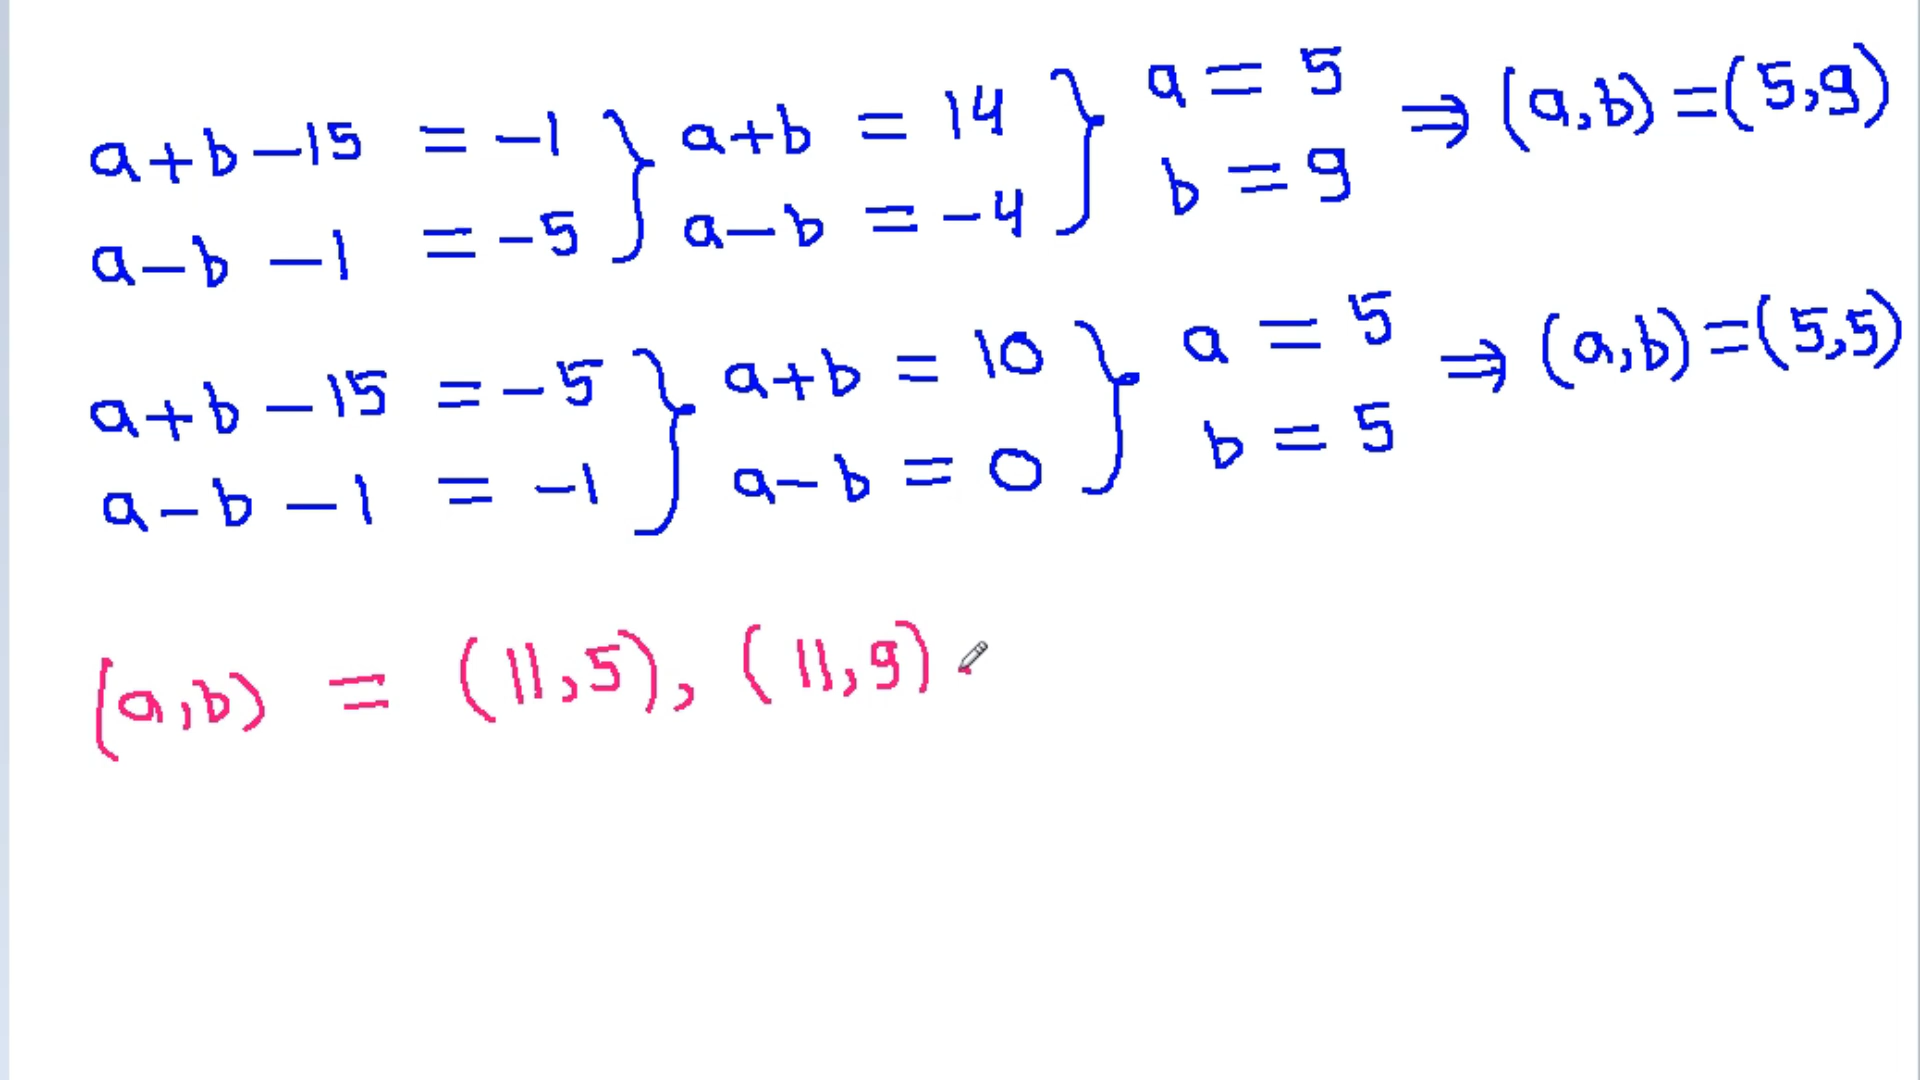 a+b-15 = -1 } a+b = 14 } a = 5 ⇒ (a,b) = (5,9)
a-b-1 = -5 } a-b = -4 } b = 9
a+b-15 = -5 } a+b = 10 } a = 5 ⇒ (a,b) = (5,5)
a-b-1 = -1 } a-b = 0 } b = 5
(a,b) = (11,5), (11,9)